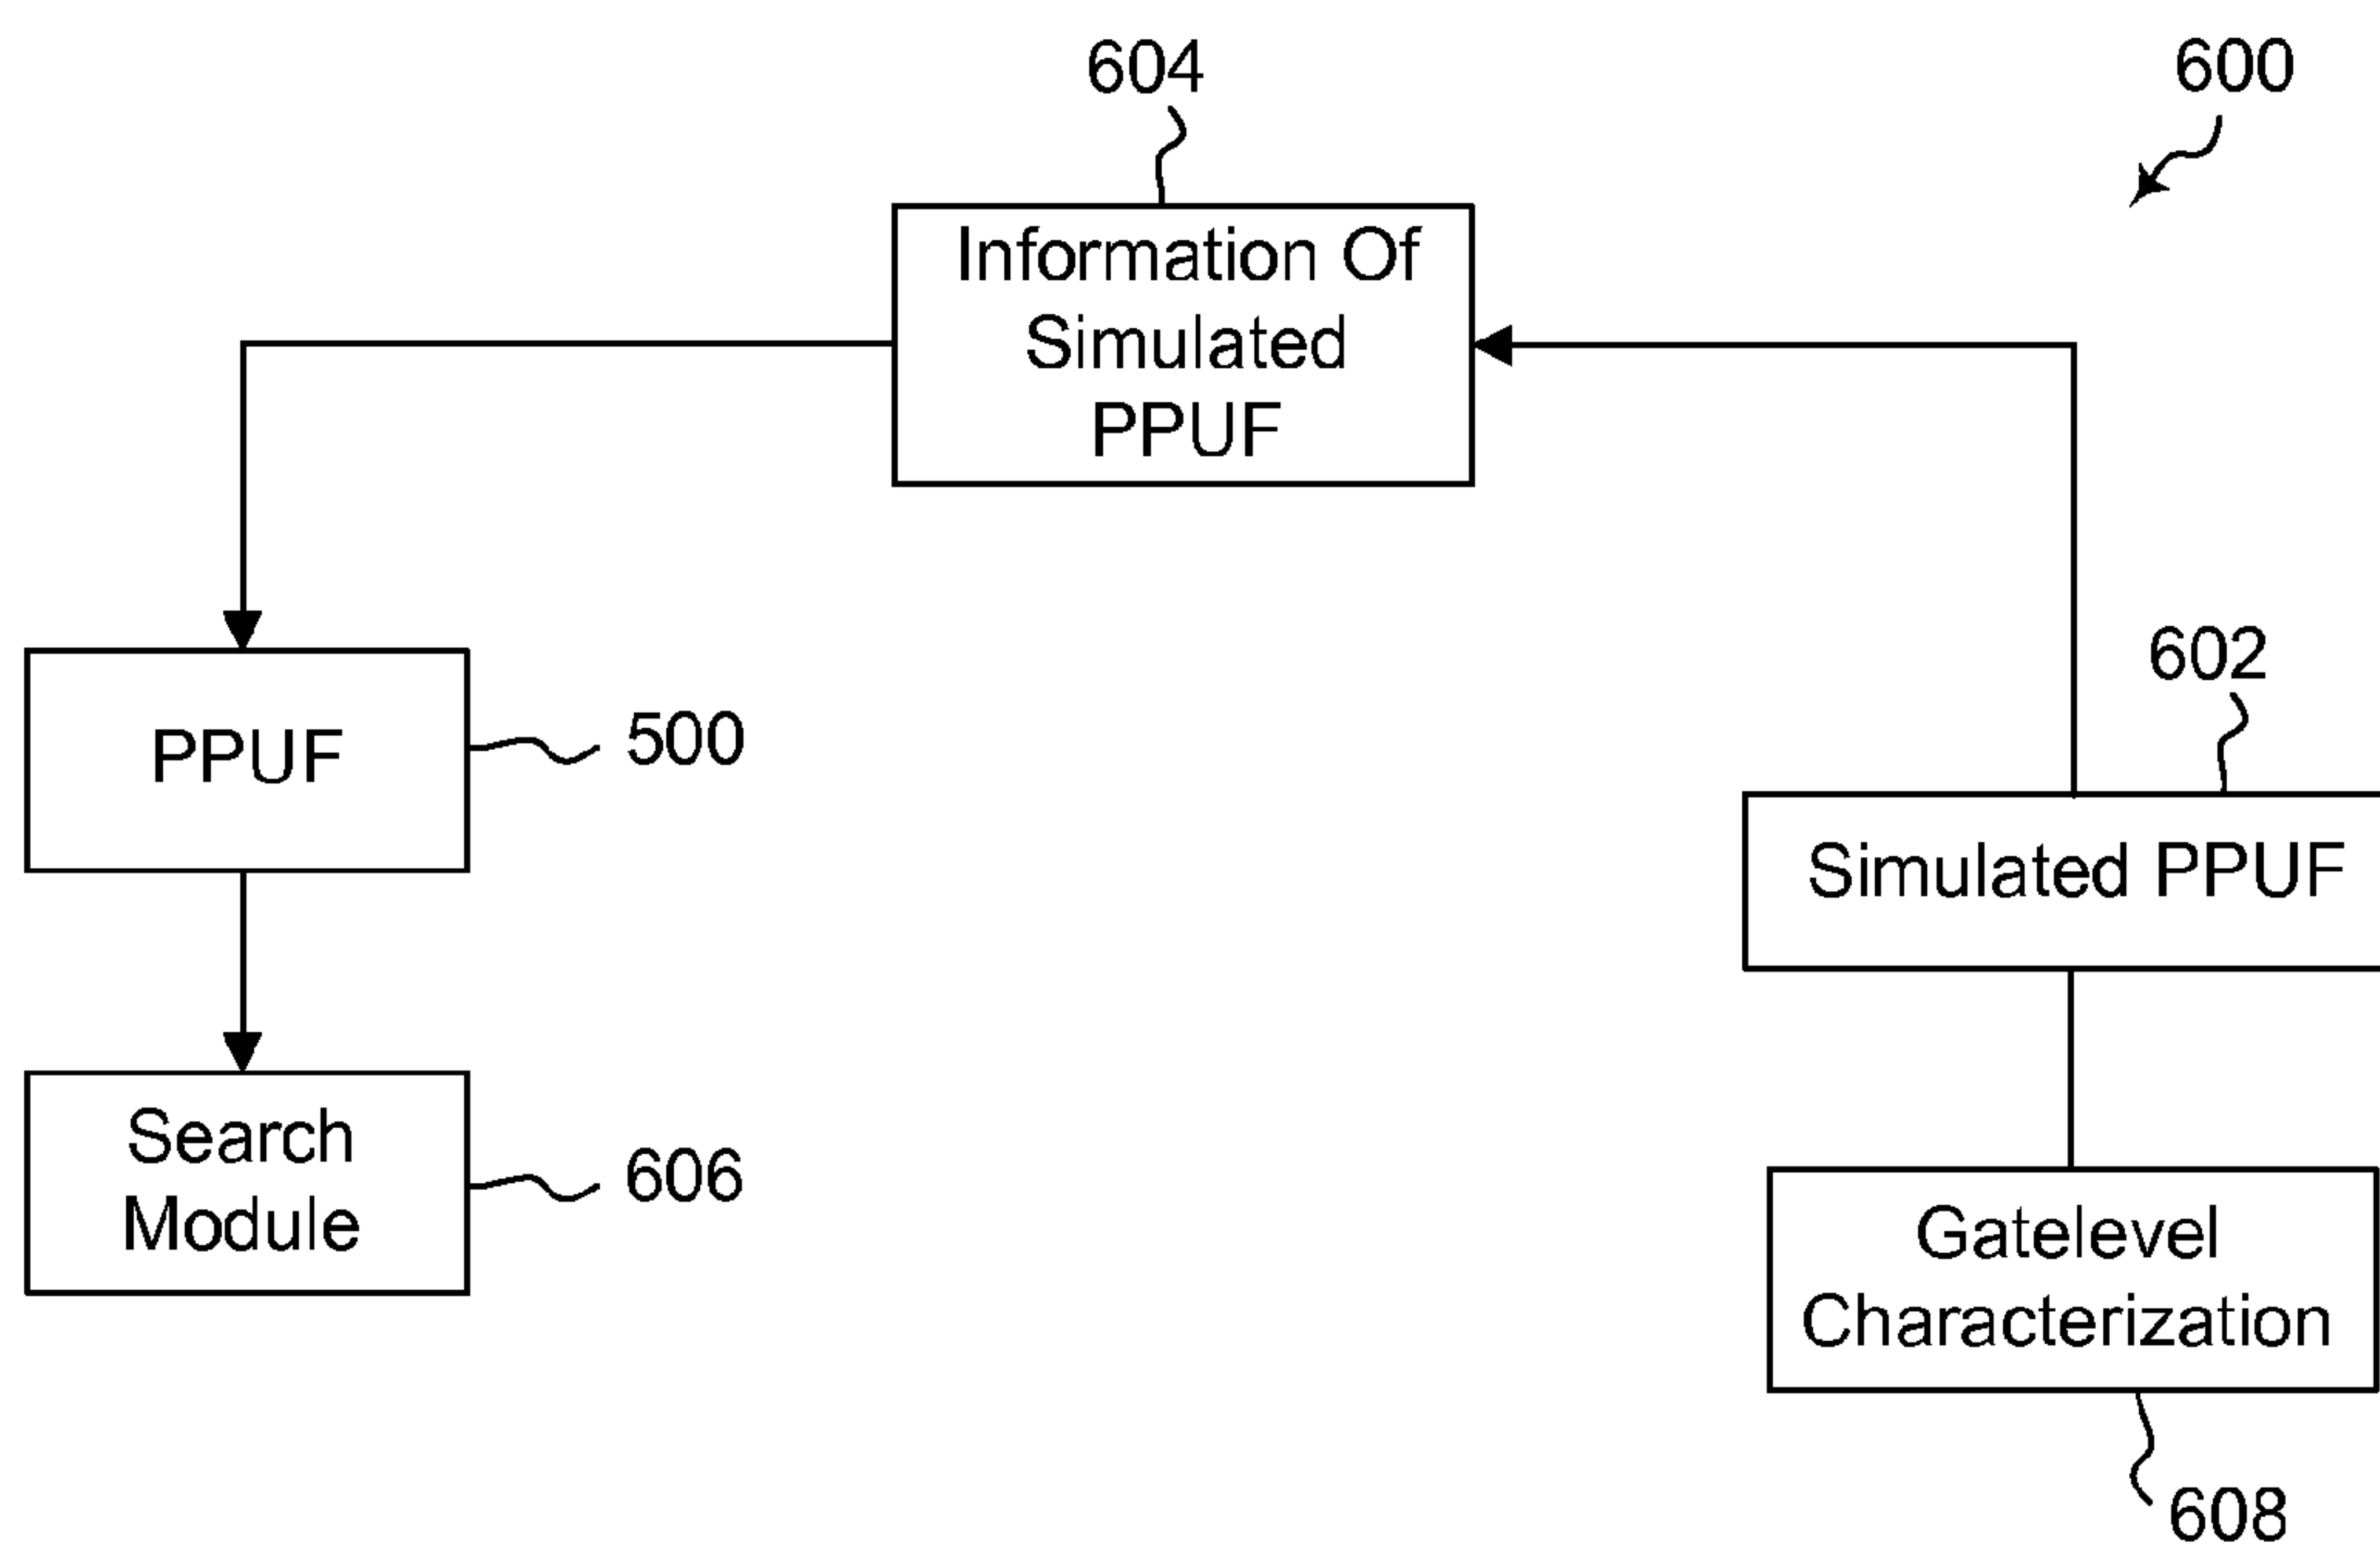 604
600
Information Of
Simulated
PPUF
602
PPUF
500
Simulated PPUF
Search
Module
606
Gatelevel
Characterization
608